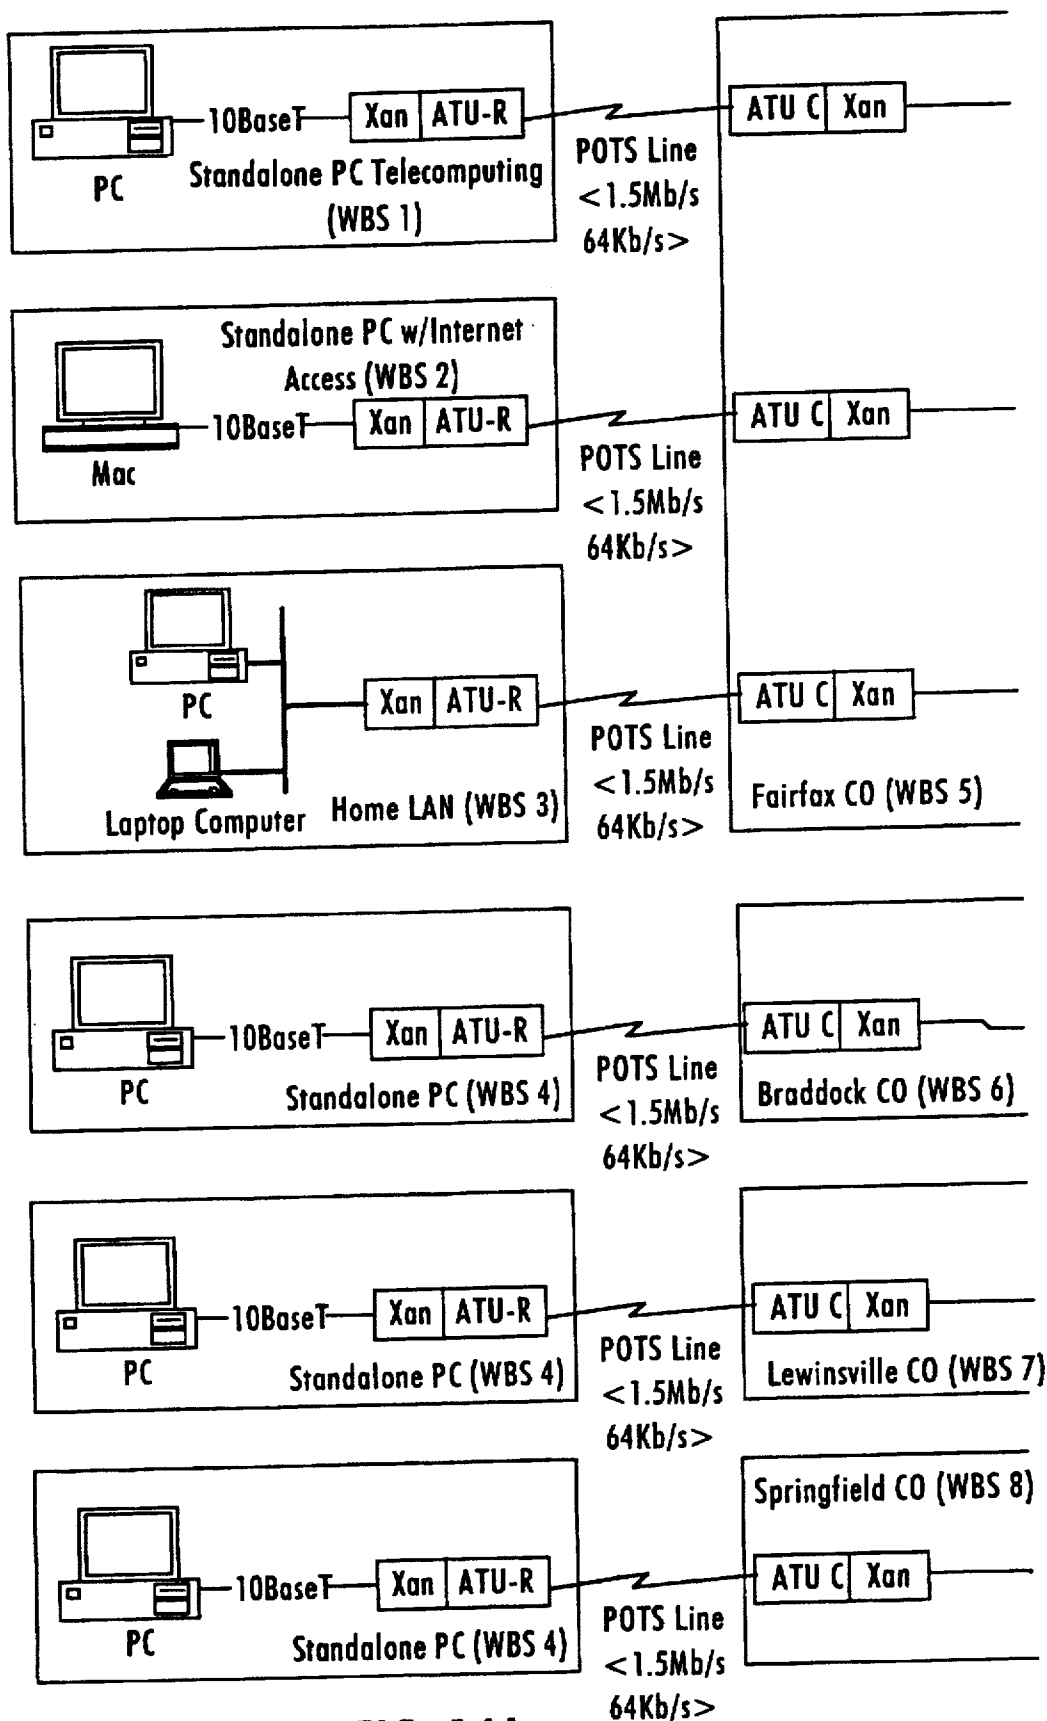 10BaseT
Xan
ATU-R
ATU C
Xan
PC
Standalone PC Telecomputing
(WBS 1)
POTS Line
<1.5Mb/s
64Kb/s>
Standalone PC w/Internet
Access (WBS 2)
10BaseT
Xan
ATU-R
ATU C
Xan
Mac
POTS Line
<1.5Mb/s
64Kb/s>
PC
Xan
ATU-R
ATU C
Xan
Laptop Computer
Home LAN (WBS 3)
POTS Line
<1.5Mb/s
64Kb/s>
Fairfax CO (WBS 5)
10BaseT
Xan
ATU-R
ATU C
Xan
PC
Standalone PC (WBS 4)
POTS Line
<1.5Mb/s
64Kb/s>
Braddock CO (WBS 6)
10BaseT
Xan
ATU-R
ATU C
Xan
PC
Standalone PC (WBS 4)
POTS Line
<1.5Mb/s
64Kb/s>
Lewinsville CO (WBS 7)
Springfield CO (WBS 8)
10BaseT
Xan
ATU-R
ATU C
Xan
PC
Standalone PC (WBS 4)
POTS Line
<1.5Mb/s
64Kb/s>